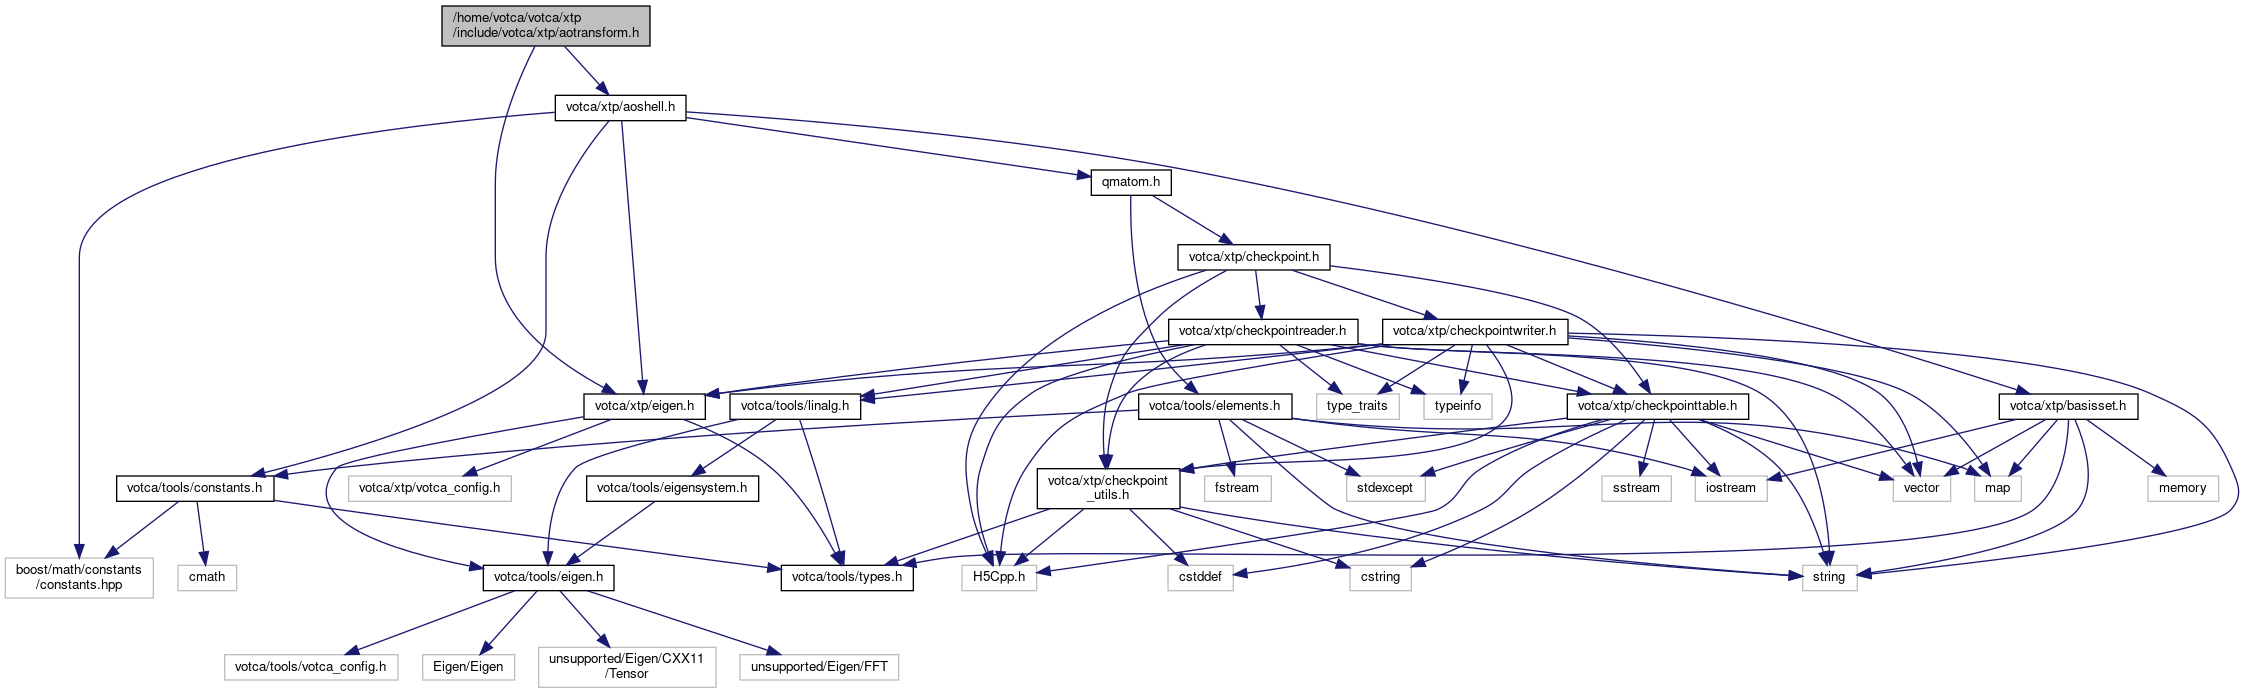 /home/votca/votca/xtp
/include/votca/xtp/aotransform.h
votca/xtp/aoshell.h
qmatom.h
votca/xtp/checkpoint.h
votca/xtp/checkpointreader.h
votca/xtp/checkpointwriter.h
votca/xtp/eigen.h
votca/tools/linalg.h
votca/tools/elements.h
type_traits
typeinfo
votca/xtp/checkpointtable.h
votca/xtp/basisset.h
votca/tools/constants.h
votca/xtp/votca_config.h
votca/tools/eigensystem.h
votca/xtp/checkpoint
_utils.h
fstream
stdexcept
sstream
iostream
vector
map
memory
boost/math/constants
/constants.hpp
cmath
votca/tools/eigen.h
votca/tools/types.h
H5Cpp.h
cstddef
cstring
string
votca/tools/votca_config.h
Eigen/Eigen
unsupported/Eigen/CXX11
/Tensor
unsupported/Eigen/FFT